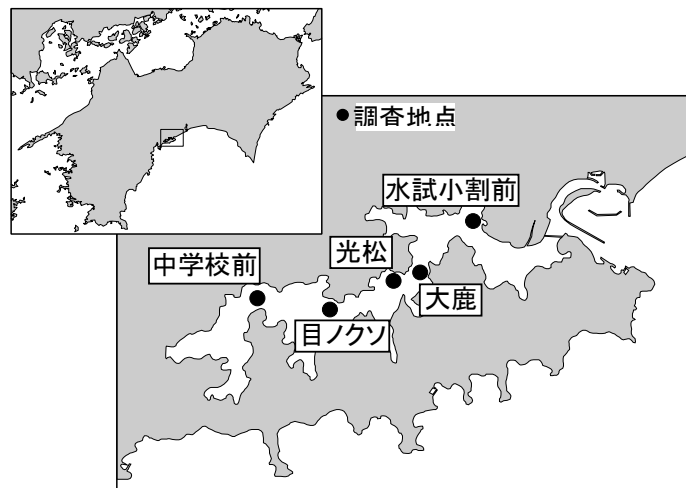 ●調査地点
水試小割前
光松
中学校前
大鹿
目ノクソ